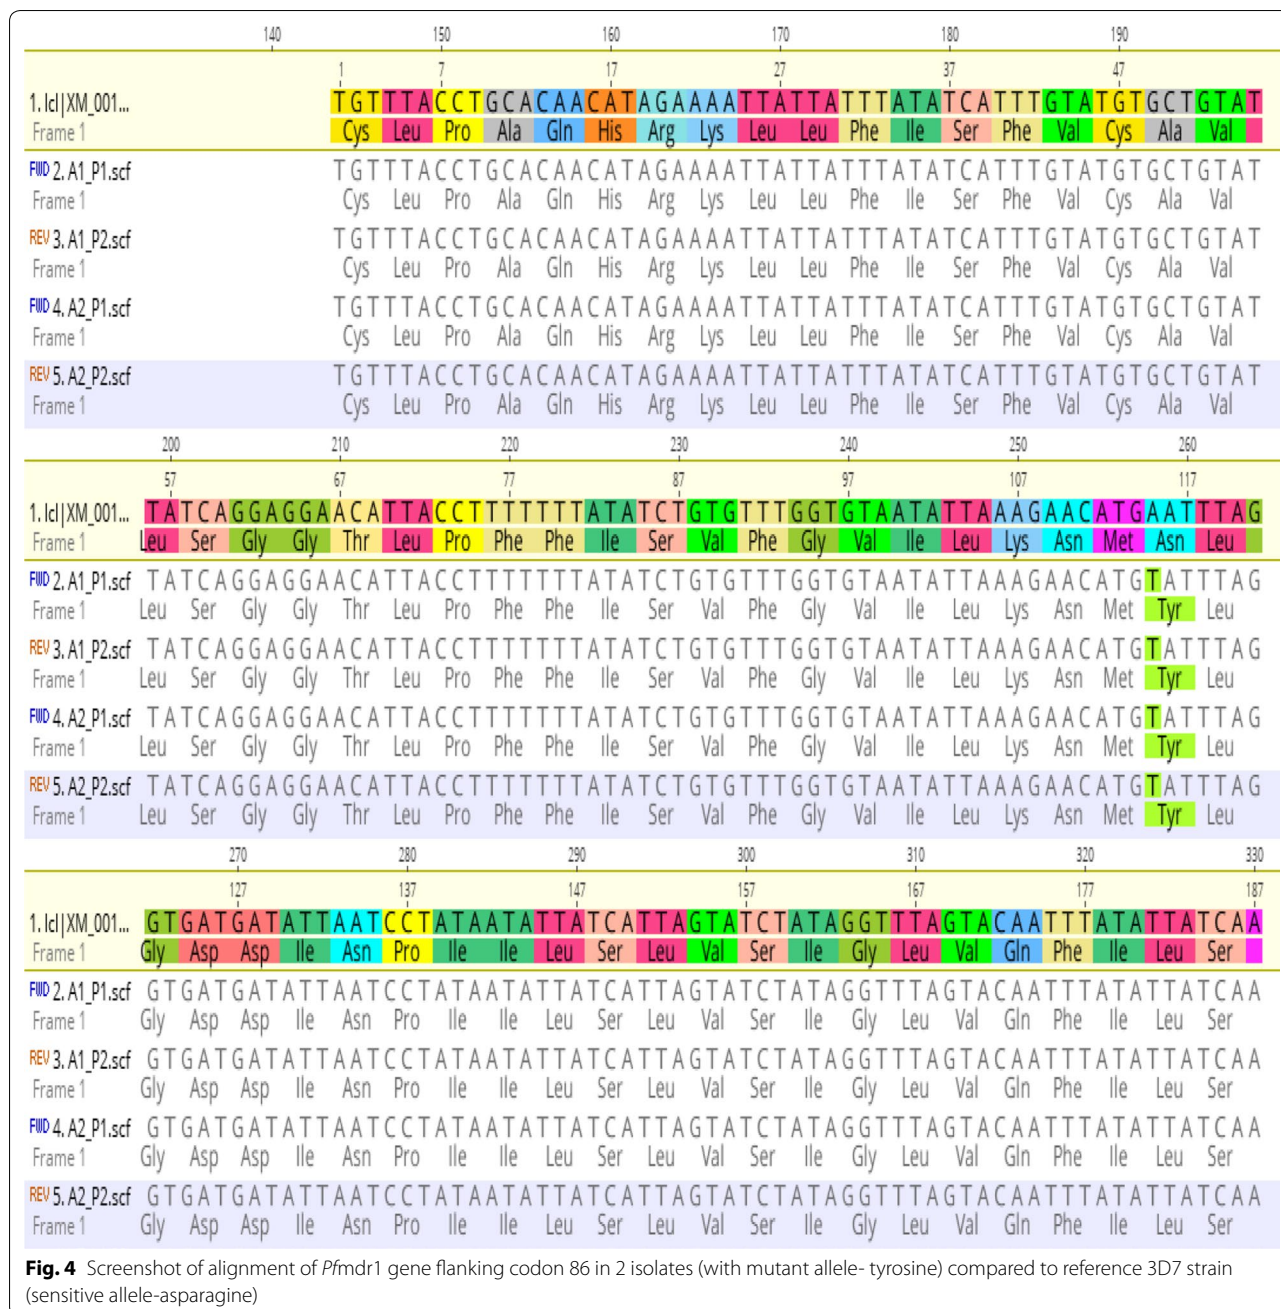 140 150 160 170 180 190
1 7 17 27 37 47
1. lcl|XM_001... TGTTTACCTGCACAACATAGAAAATTATTATTTATATCATTTGTATGTGCTGTAT
Frame 1 Cys Leu Pro Ala Gln His Arg Lys Leu Leu Phe Ile Ser Phe Val Cys Ala Val
FWD 2. A1_P1.scf TGTTTACCTGCACAACATAGAAAATTATTATTTATATCATTTGTATGTGCTGTAT
Frame 1 Cys Leu Pro Ala Gln His Arg Lys Leu Leu Phe Ile Ser Phe Val Cys Ala Val
REV 3. A1_P2.scf TGTTTACCTGCACAACATAGAAAATTATTATTTATATCATTTGTATGTGCTGTAT
Frame 1 Cys Leu Pro Ala Gln His Arg Lys Leu Leu Phe Ile Ser Phe Val Cys Ala Val
FWD 4. A2_P1.scf TGTTTACCTGCACAACATAGAAAATTATTATTTATATCATTTGTATGTGCTGTAT
Frame 1 Cys Leu Pro Ala Gln His Arg Lys Leu Leu Phe Ile Ser Phe Val Cys Ala Val
REV 5. A2_P2.scf TGTTTACCTGCACAACATAGAAAATTATTATTTATATCATTTGTATGTGCTGTAT
Frame 1 Cys Leu Pro Ala Gln His Arg Lys Leu Leu Phe Ile Ser Phe Val Cys Ala Val
200 210 220 230 240 250 260
57 67 77 87 97 107 117
1. lcl|XM_001... TATCAGGAGGAACATTACCTTTTTTTATATCTGTGTTTGGTGTAATATTAAAGAACATGAATTTAG
Frame 1 Leu Ser Gly Gly Thr Leu Pro Phe Phe Ile Ser Val Phe Gly Val Ile Leu Lys Asn Met Asn Leu
FWD 2. A1_P1.scf TATCAGGAGGAACATTACCTTTTTTTATATCTGTGTTTGGTGTAATATTAAAGAACATGTATTTAG
Frame 1 Leu Ser Gly Gly Thr Leu Pro Phe Phe Ile Ser Val Phe Gly Val Ile Leu Lys Asn Met Tyr Leu
REV 3. A1_P2.scf TATCAGGAGGAACATTACCTTTTTTTATATCTGTGTTTGGTGTAATATTAAAGAACATGTATTTAG
Frame 1 Leu Ser Gly Gly Thr Leu Pro Phe Phe Ile Ser Val Phe Gly Val Ile Leu Lys Asn Met Tyr Leu
FWD 4. A2_P1.scf TATCAGGAGGAACATTACCTTTTTTTATATCTGTGTTTGGTGTAATATTAAAGAACATGTATTTAG
Frame 1 Leu Ser Gly Gly Thr Leu Pro Phe Phe Ile Ser Val Phe Gly Val Ile Leu Lys Asn Met Tyr Leu
REV 5. A2_P2.scf TATCAGGAGGAACATTACCTTTTTTTATATCTGTGTTTGGTGTAATATTAAAGAACATGTATTTAG
Frame 1 Leu Ser Gly Gly Thr Leu Pro Phe Phe Ile Ser Val Phe Gly Val Ile Leu Lys Asn Met Tyr Leu
270 280 290 300 310 320 330
127 137 147 157 167 177 187
1. lcl|XM_001... GTGATGATATTAATCCTATAATATTATCATTAGTATCTATAGGTTTAGTACAATTTATATTATCAA
Frame 1 Gly Asp Asp Ile Asn Pro Ile Ile Leu Ser Leu Val Ser Ile Gly Leu Val Gln Phe Ile Leu Ser
FWD 2. A1_P1.scf GTGATGATATTAATCCTATAATATTATCATTAGTATCTATAGGTTTAGTACAATTTATATTATCAA
Frame 1 Gly Asp Asp Ile Asn Pro Ile Ile Leu Ser Leu Val Ser Ile Gly Leu Val Gln Phe Ile Leu Ser
REV 3. A1_P2.scf GTGATGATATTAATCCTATAATATTATCATTAGTATCTATAGGTTTAGTACAATTTATATTATCAA
Frame 1 Gly Asp Asp Ile Asn Pro Ile Ile Leu Ser Leu Val Ser Ile Gly Leu Val Gln Phe Ile Leu Ser
FWD 4. A2_P1.scf GTGATGATATTAATCCTATAATATTATCATTAGTATCTATAGGTTTAGTACAATTTATATTATCAA
Frame 1 Gly Asp Asp Ile Asn Pro Ile Ile Leu Ser Leu Val Ser Ile Gly Leu Val Gln Phe Ile Leu Ser
REV 5. A2_P2.scf GTGATGATATTAATCCTATAATATTATCATTAGTATCTATAGGTTTAGTACAATTTATATTATCAA
Frame 1 Gly Asp Asp Ile Asn Pro Ile Ile Leu Ser Leu Val Ser Ile Gly Leu Val Gln Phe Ile Leu Ser
Fig. 4 Screenshot of alignment of Pfmdr1 gene flanking codon 86 in 2 isolates (with mutant allele- tyrosine) compared to reference 3D7 strain
(sensitive allele-asparagine)